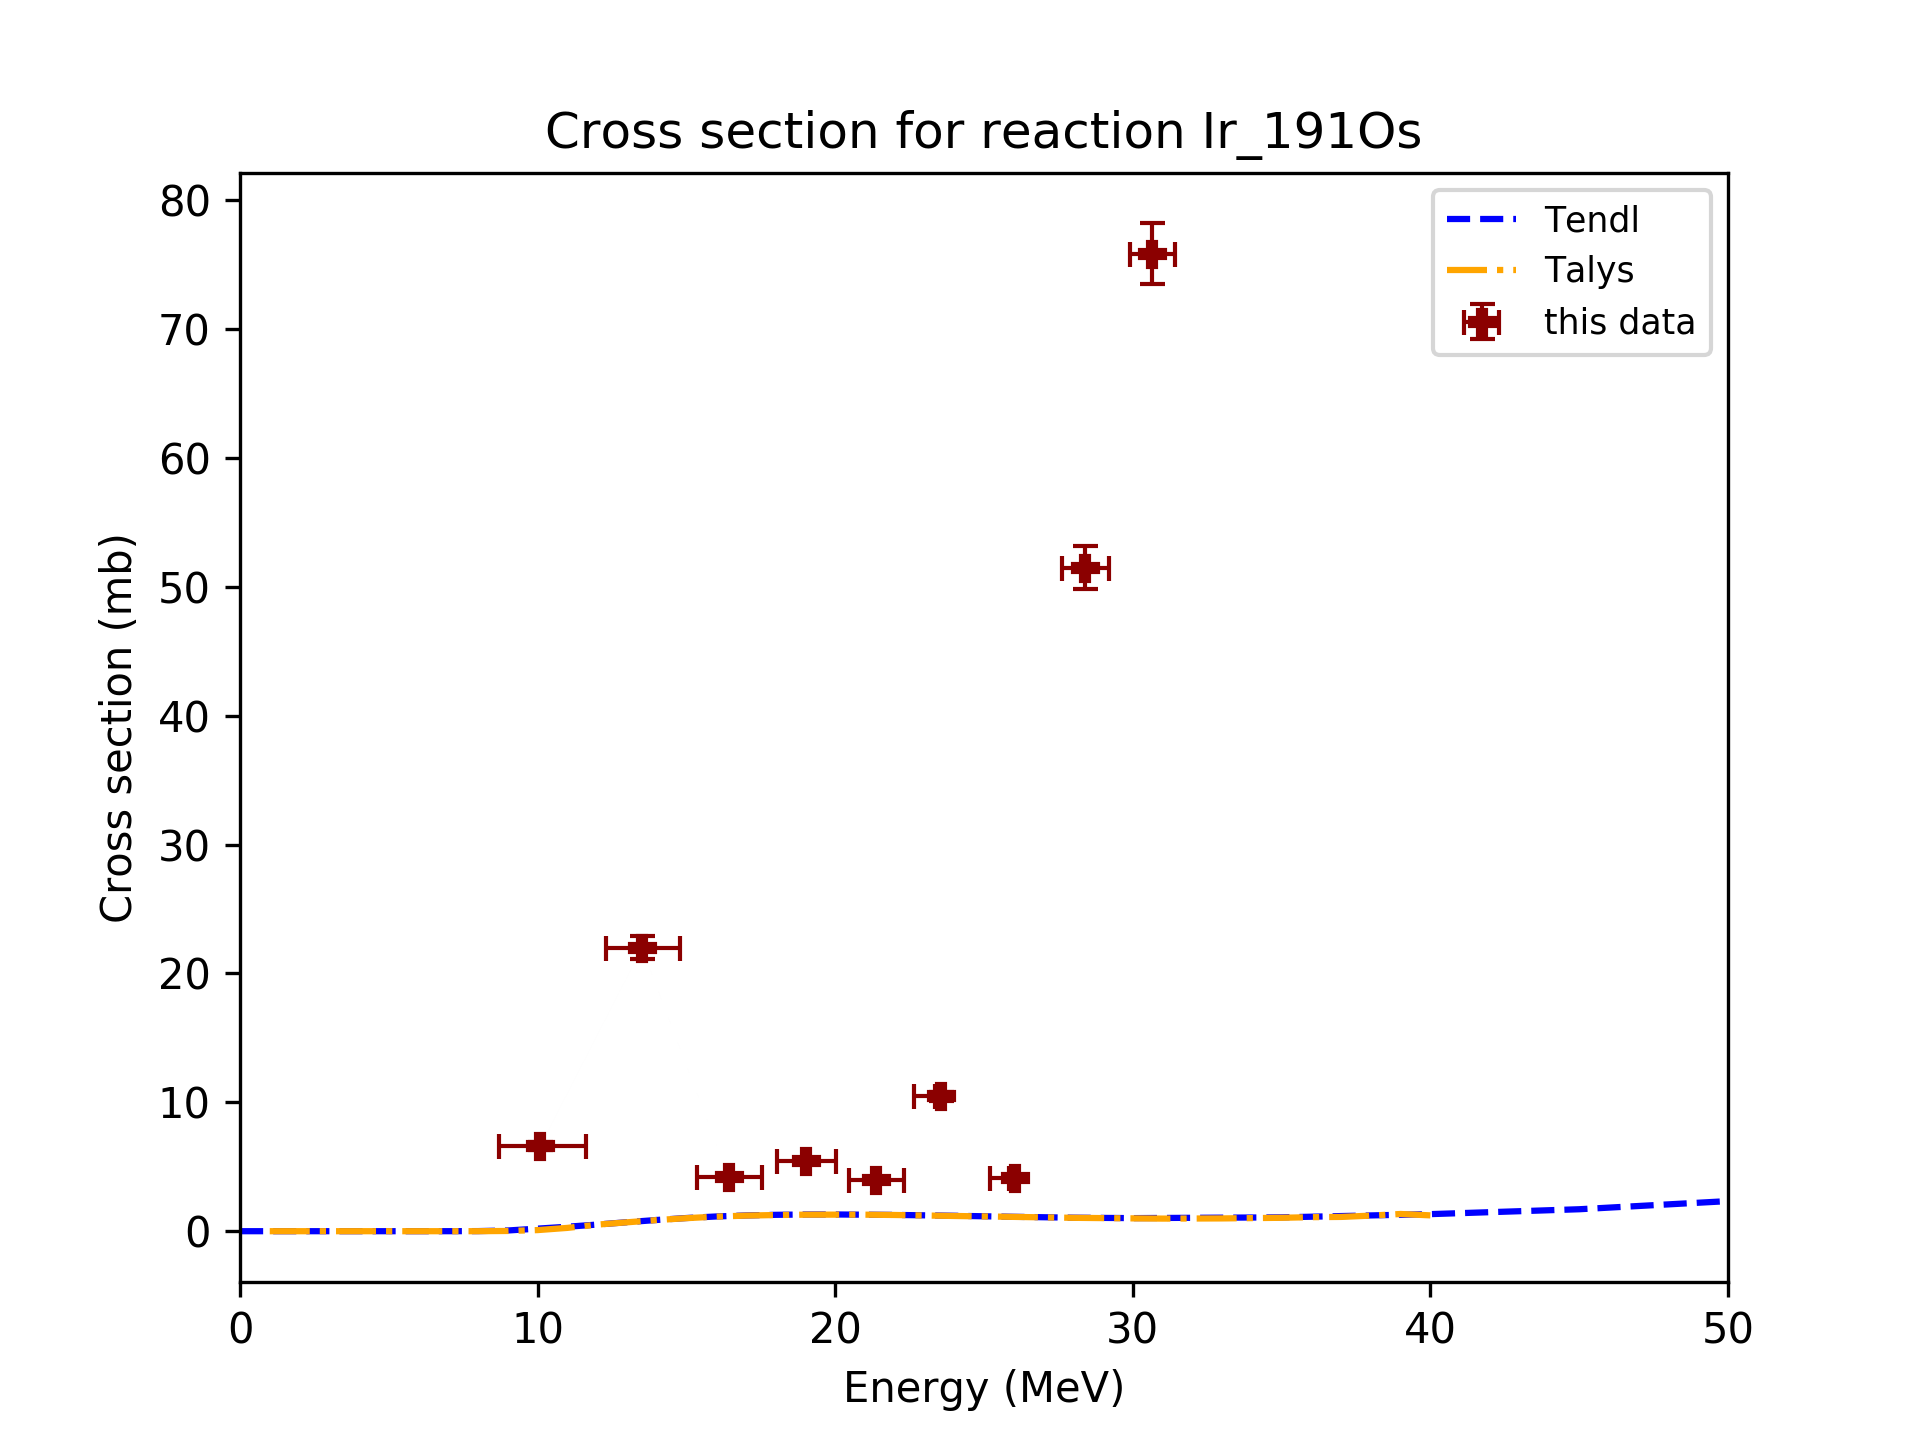 Cross section for reaction Ir_191Os
Tendl
Talys
this data
Cross section (mb)
80
70
60
50
40
30
20
10
0
0 10 20 30 40 50
Energy (MeV)